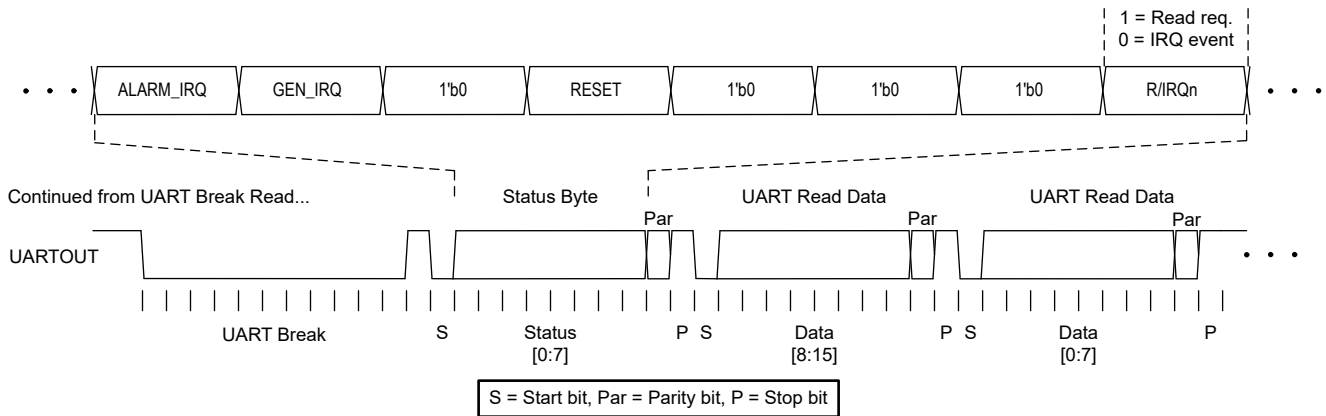 1 = Read req.
0 = IRQ event
ALARM_IRQ GEN_IRQ 1'b0 RESET 1'b0 1'b0 1'b0 R/IRQn
Continued from UART Break Read... Status Byte UART Read Data UART Read Data
Par Par Par
UARTOUT
UART Break S Status P S Data P S Data P
[0:7] [8:15] [0:7]
S = Start bit, Par = Parity bit, P = Stop bit